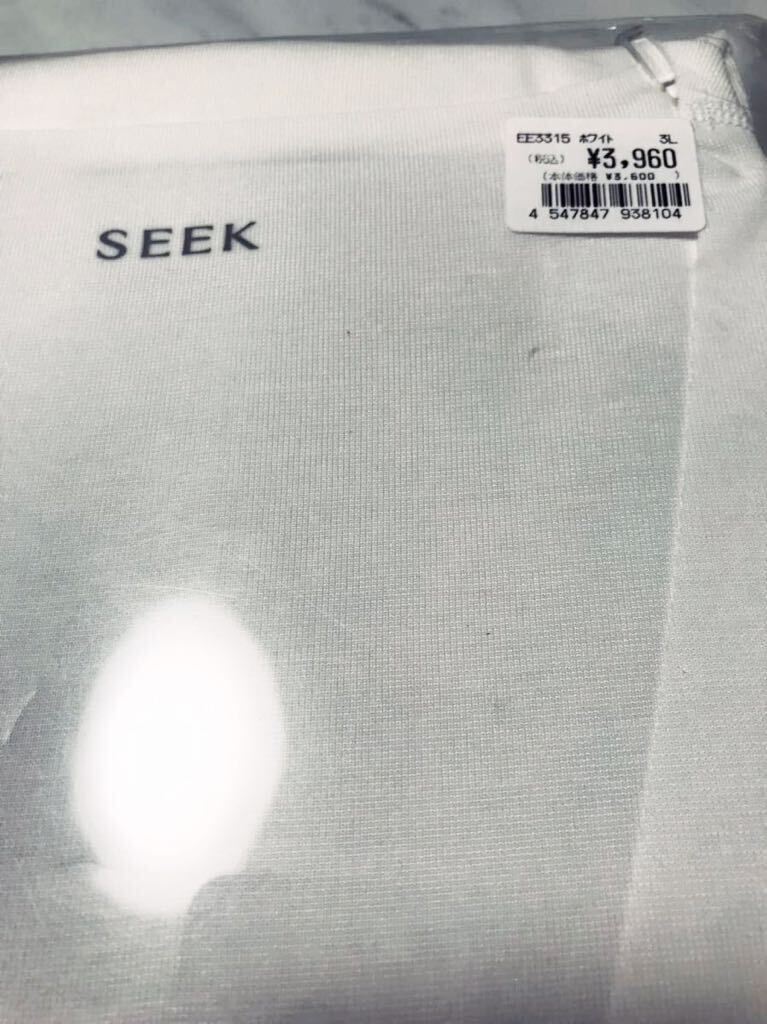 EE3315 ホワイト 3L
(税込) ¥3,960
(本体価格 ¥3,600 )
4 547847 938104
SEEK